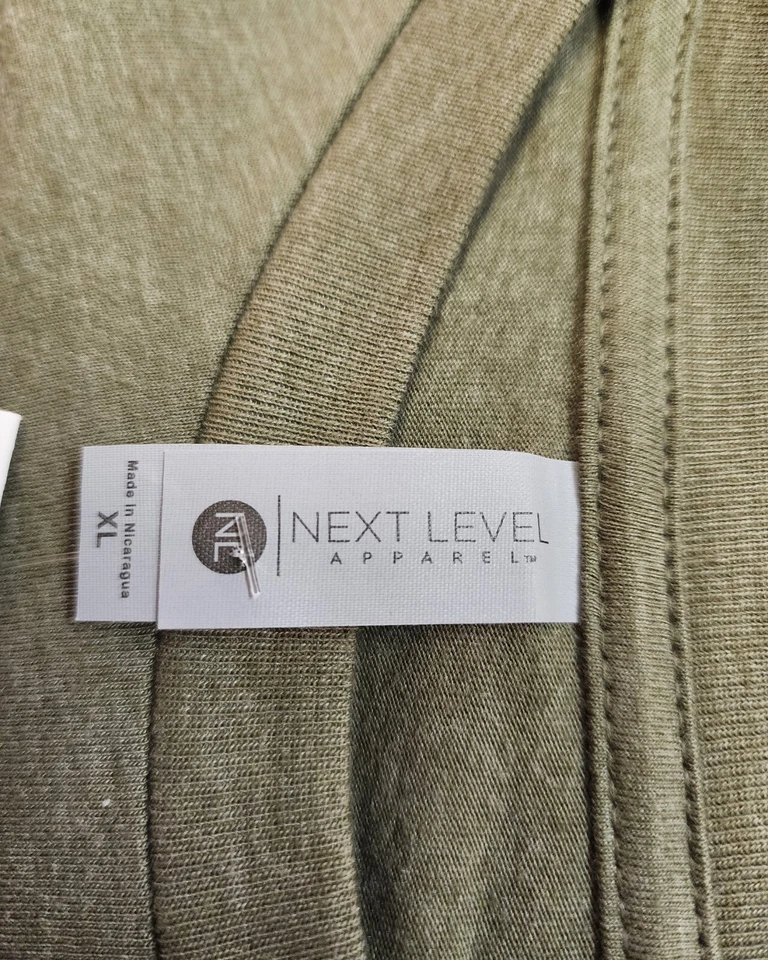 NL
NEXT LEVEL
APPAREL™
Made in Nicaragua
XL